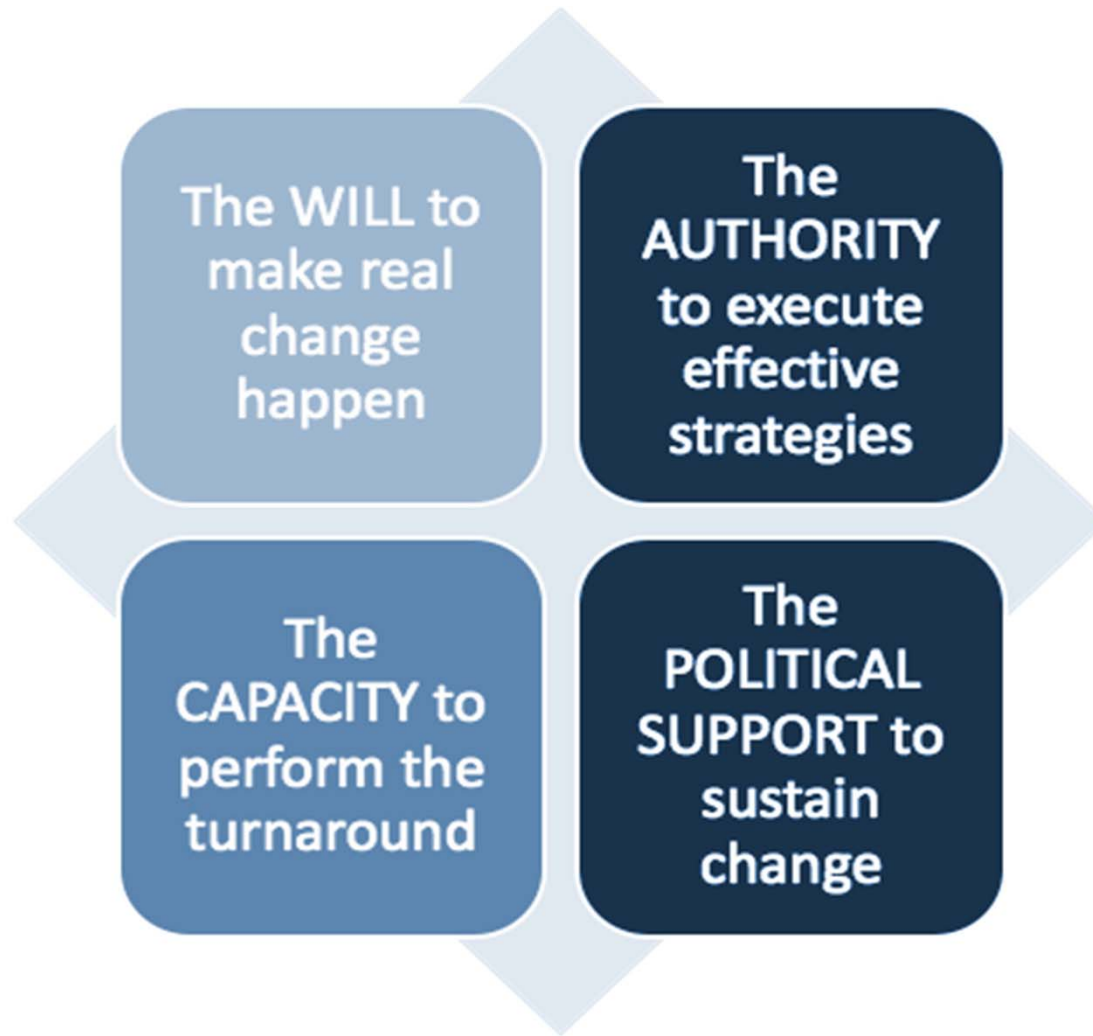 The WILL to
make real
change
happen
The
AUTHORITY
to execute
effective
strategies
The
CAPACITY to
perform the
turnaround
The
POLITICAL
SUPPORT to
sustain
change